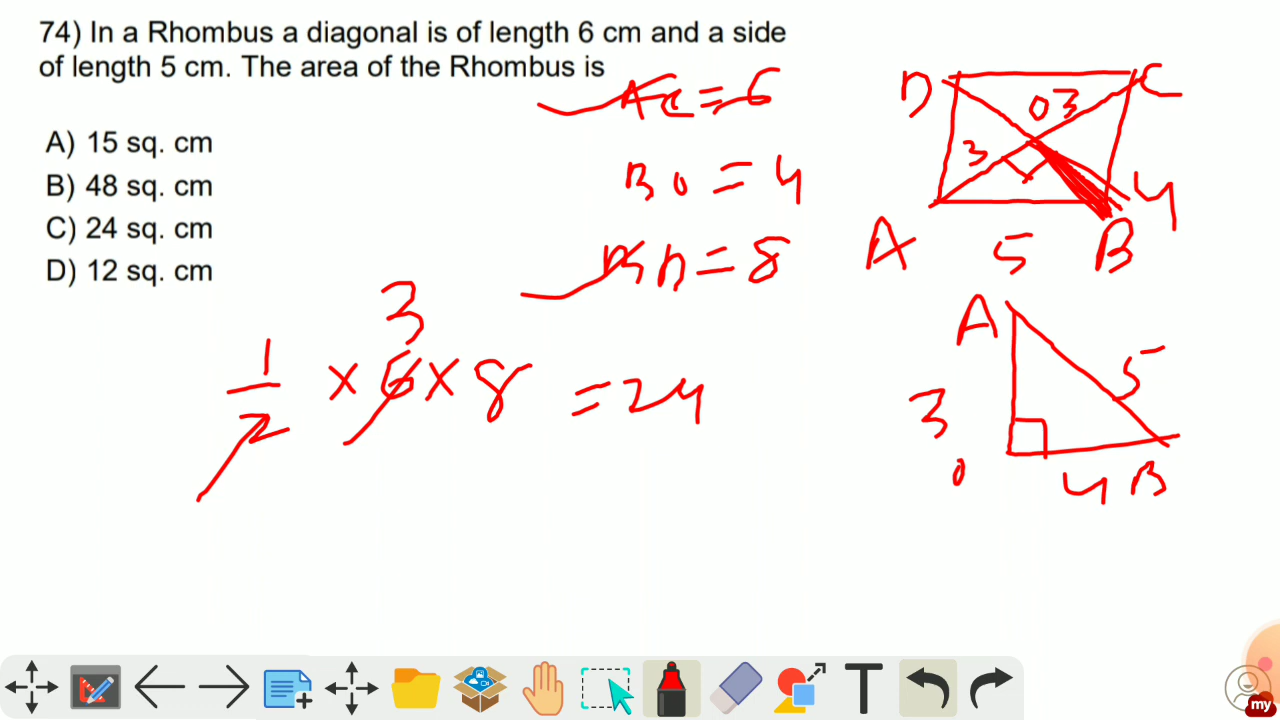 74) In a Rhombus a diagonal is of length 6 cm and a side
of length 5 cm. The area of the Rhombus is
A) 15 sq. cm
B) 48 sq. cm
C) 24 sq. cm
D) 12 sq. cm
AC = 6
BO = 4
BD = 8
1/2 × 6 × 8 = 24
3
D C
O 3
3
4
A 5 B
A
5
3
O 4 B
T
my